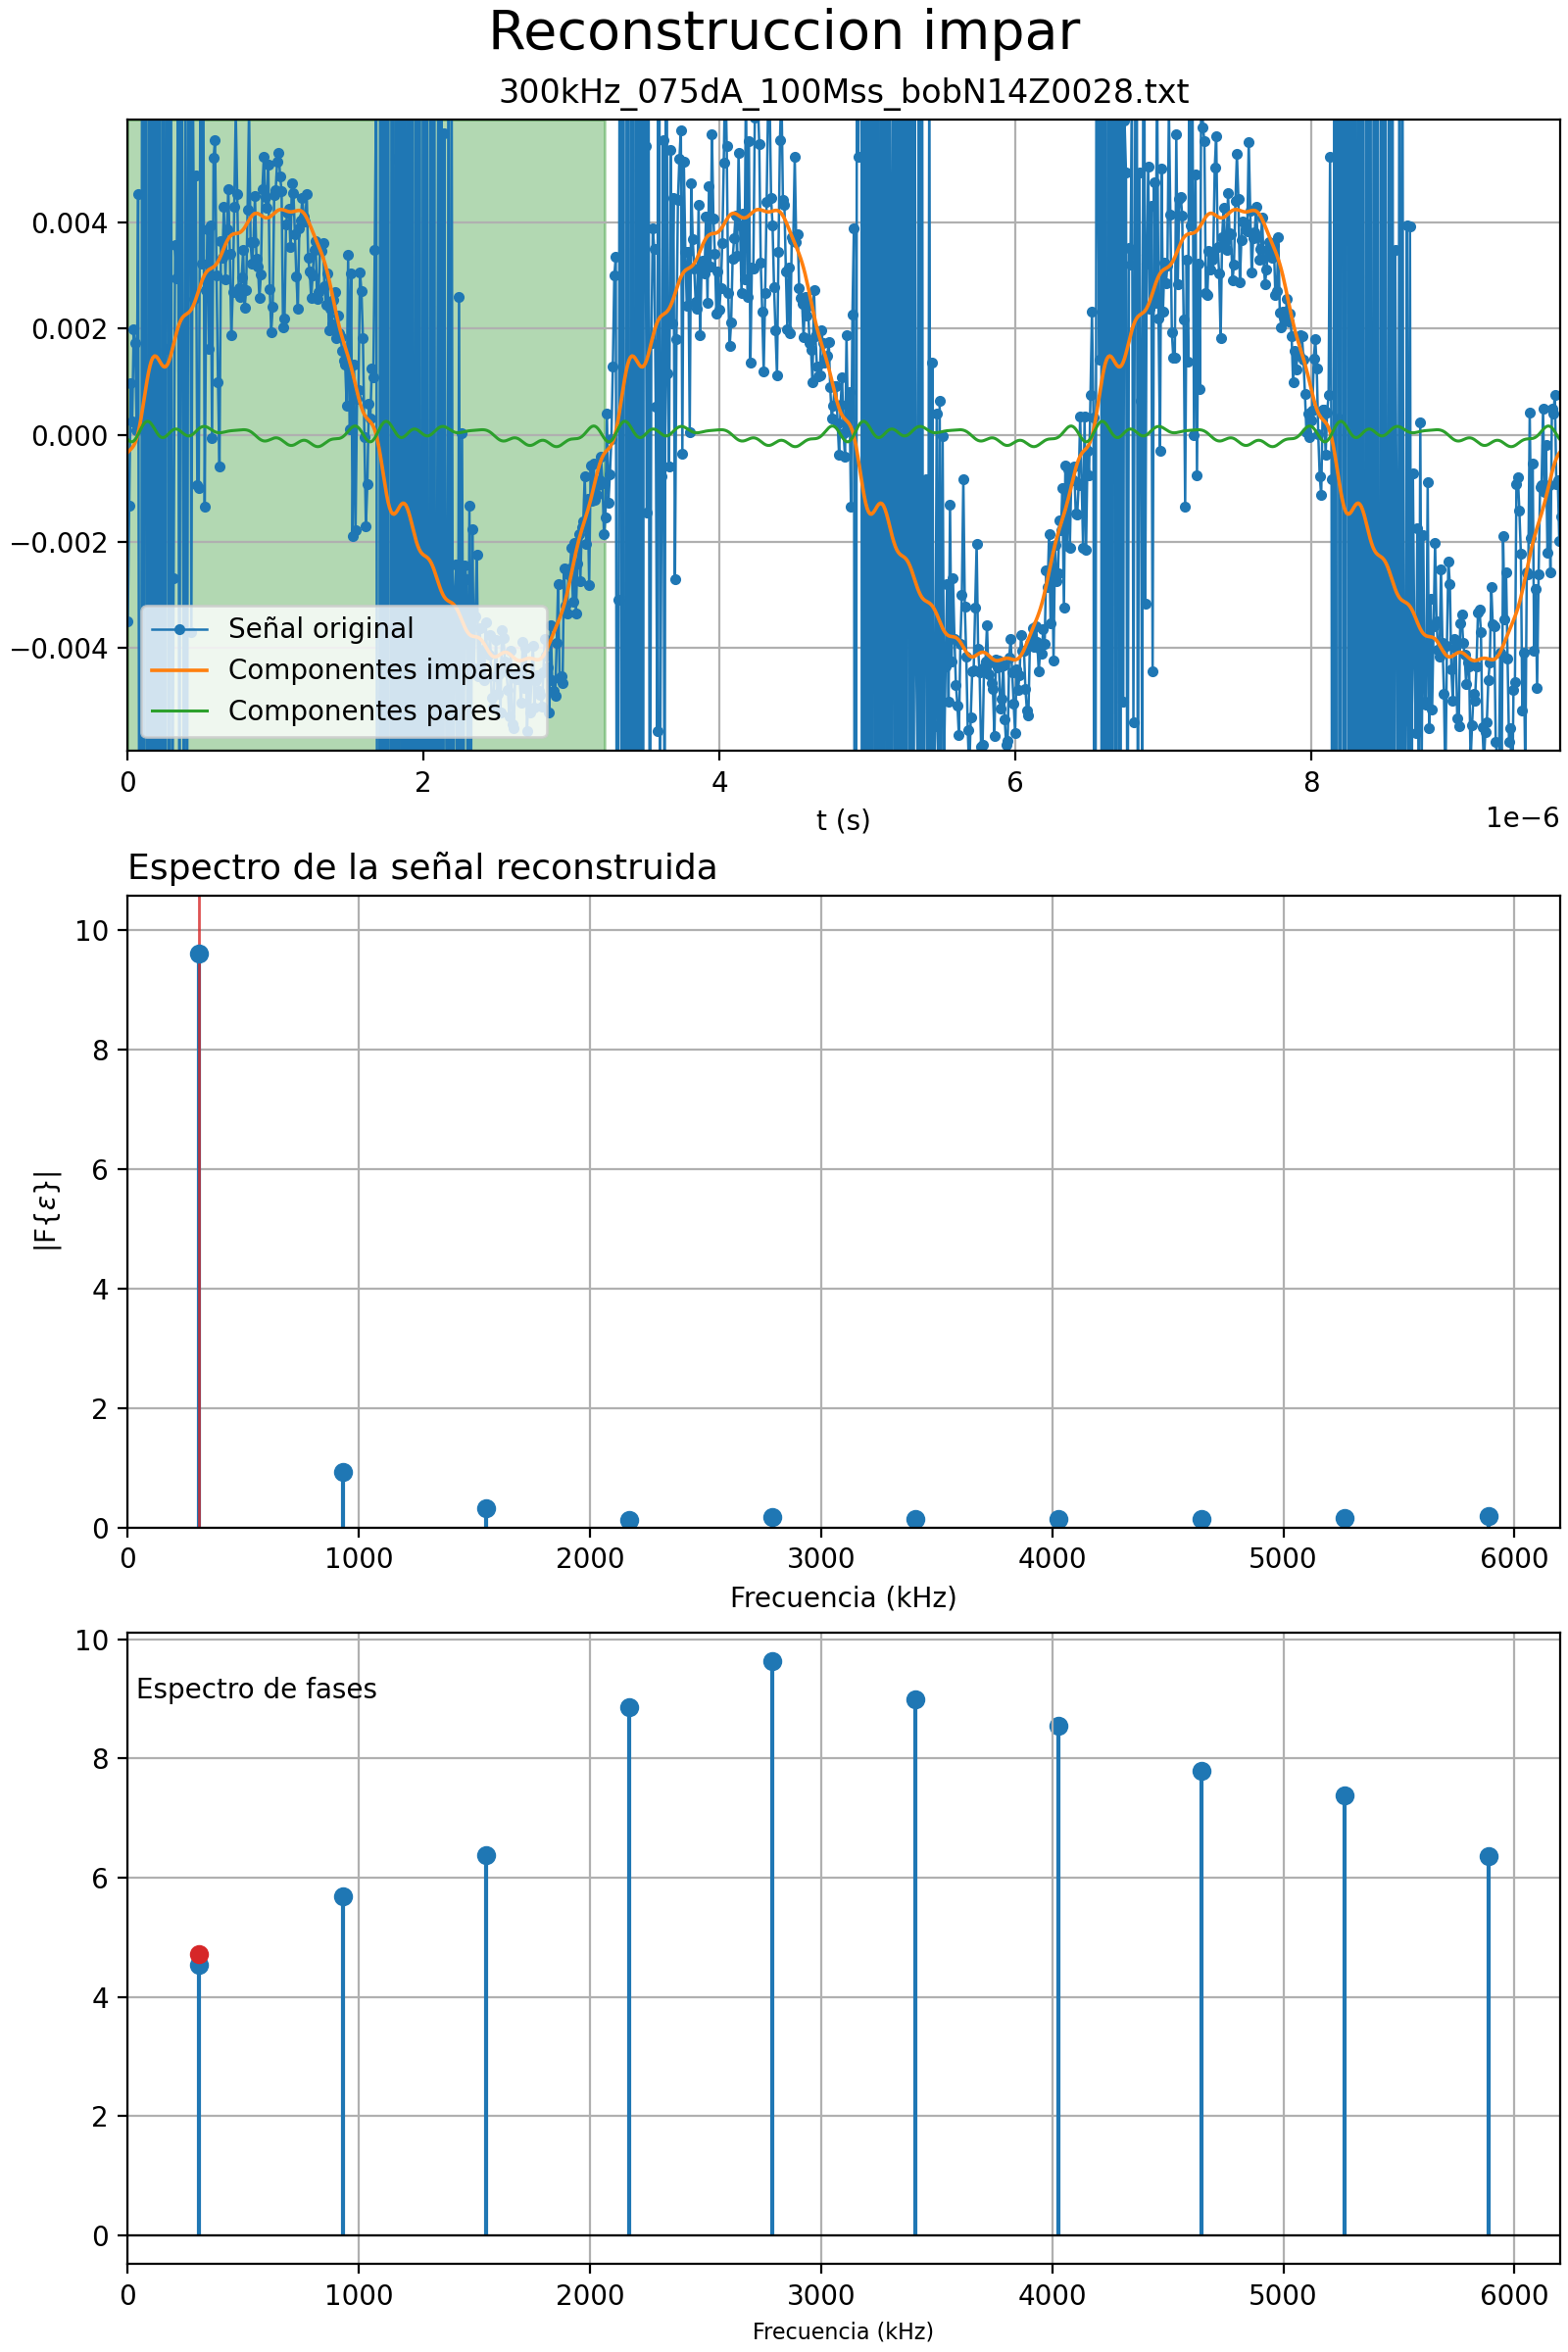 Reconstruccion impar
300kHz_075dA_100Mss_bobN14Z0028.txt
0.004
0.002
0.000
−0.002
−0.004
Señal original
Componentes impares
Componentes pares
0 2 4 6 8
1e−6
t (s)
Espectro de la señal reconstruida
10
8
6
4
2
0
|F{ε}|
0 1000 2000 3000 4000 5000 6000
Frecuencia (kHz)
10
Espectro de fases
8
6
4
2
0
0 1000 2000 3000 4000 5000 6000
Frecuencia (kHz)